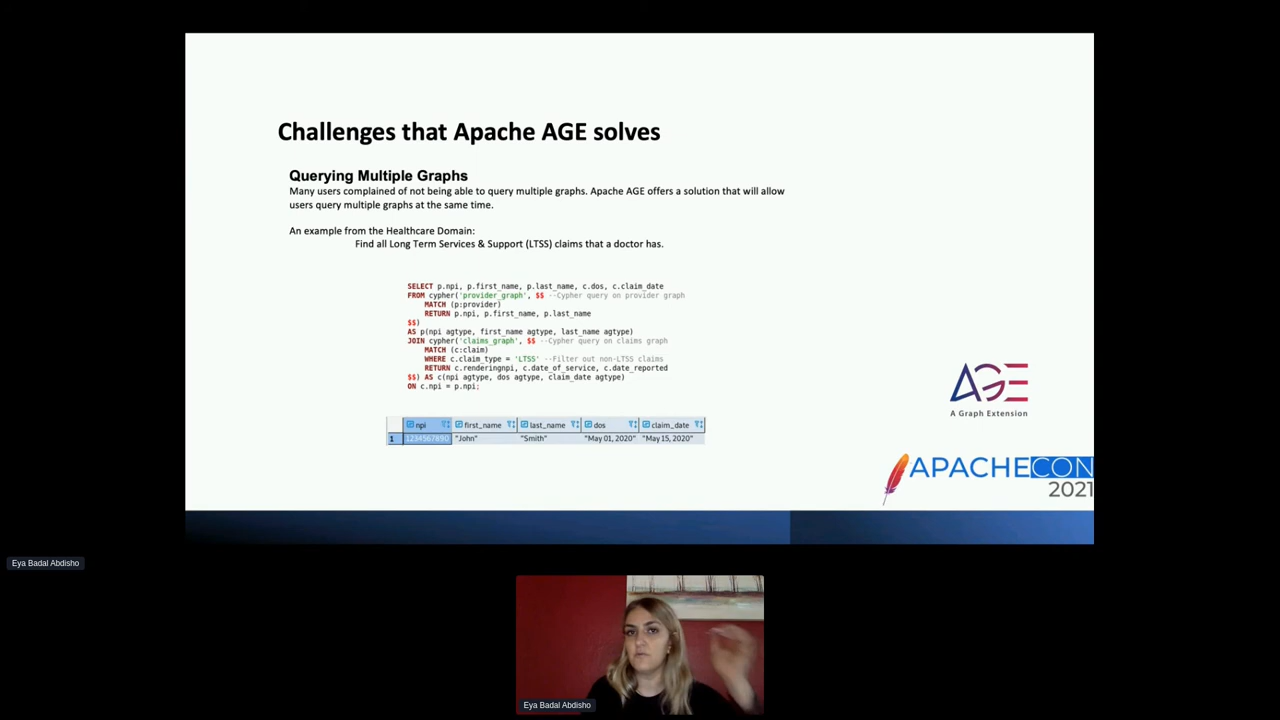 Challenges that Apache AGE solves
Querying Multiple Graphs
Many users complained of not being able to query multiple graphs. Apache AGE offers a solution that will allow
users query multiple graphs at the same time.
An example from the Healthcare Domain:
Find all Long Term Services & Support (LTSS) claims that a doctor has.
SELECT p.npi, p.first_name, p.last_name, c.dos, c.claim_date
FROM cypher('provider_graph', $$ --Cypher query on provider graph
MATCH (p:provider)
RETURN p.npi, p.first_name, p.last_name
$$)
AS p(npi agtype, first_name agtype, last_name agtype)
JOIN cypher('claims_graph', $$ --Cypher query on claims graph
MATCH (c:claim)
WHERE c.claim_type = 'LTSS' --Filter out non-LTSS claims
RETURN c.renderingnpi, c.date_of_service, c.date_reported
$$) AS c(npi agtype, dos agtype, claim_date agtype)
ON c.npi = p.npi;
npi first_name last_name dos claim_date
1 1234567890 "John" "Smith" "May 01, 2020" "May 15, 2020"
AGE
A Graph Extension
APACHECON
2021
Eya Badal Abdisho
Eya Badal Abdisho